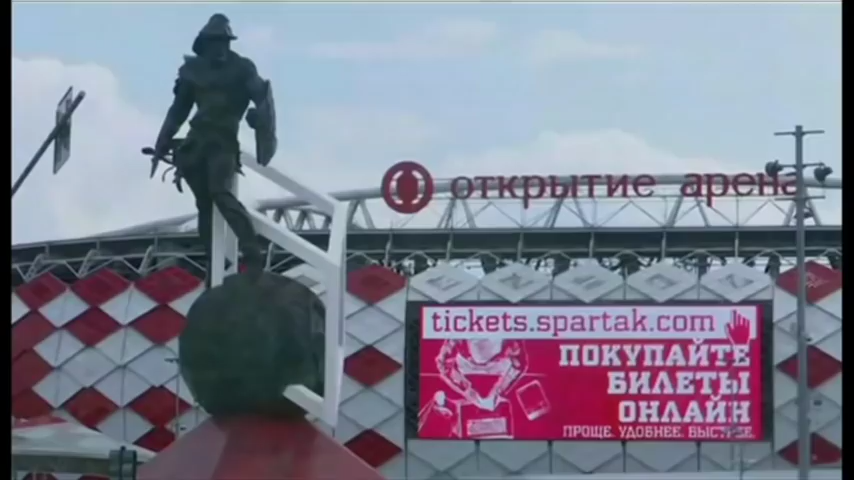 открытие арена
tickets.spartak.com
ПОКУПАЙТЕ
БИЛЕТЫ
ОНЛАЙН
ПРОЩЕ. УДОБНЕЕ. БЫСТРЕЕ.